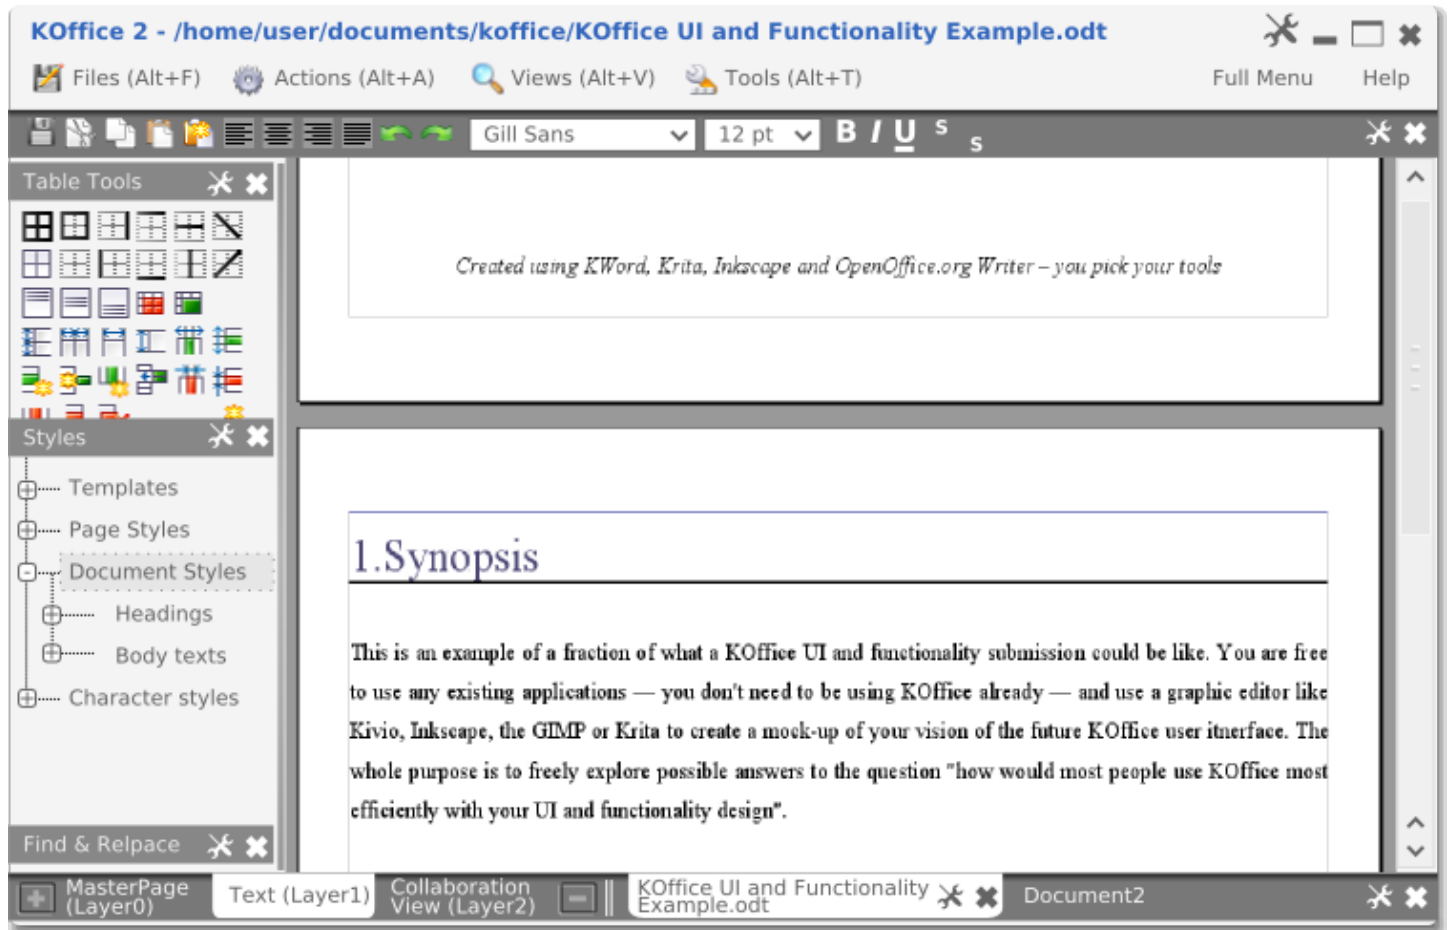 KOffice 2 - /home/user/documents/koffice/KOffice UI and Functionality Example.odt
Files (Alt+F) Actions (Alt+A) Views (Alt+V) Tools (Alt+T) Full Menu Help
Gill Sans 12 pt B I U S S
Table Tools
Created using KWord, Krita, Inkscape and OpenOffice.org Writer – you pick your tools
Styles
Templates
Page Styles
Document Styles
Headings
Body texts
Character styles
1.Synopsis
This is an example of a fraction of what a KOffice UI and functionality submission could be like. You are free
to use any existing applications — you don't need to be using KOffice already — and use a graphic editor like
Kivio, Inkscape, the GIMP or Krita to create a mock-up of your vision of the future KOffice user itnerface. The
whole purpose is to freely explore possible answers to the question "how would most people use KOffice most
efficiently with your UI and functionality design".
Find & Relpace
MasterPage
(Layer0)
Text (Layer1)
Collaboration
View (Layer2)
KOffice UI and Functionality
Example.odt
Document2